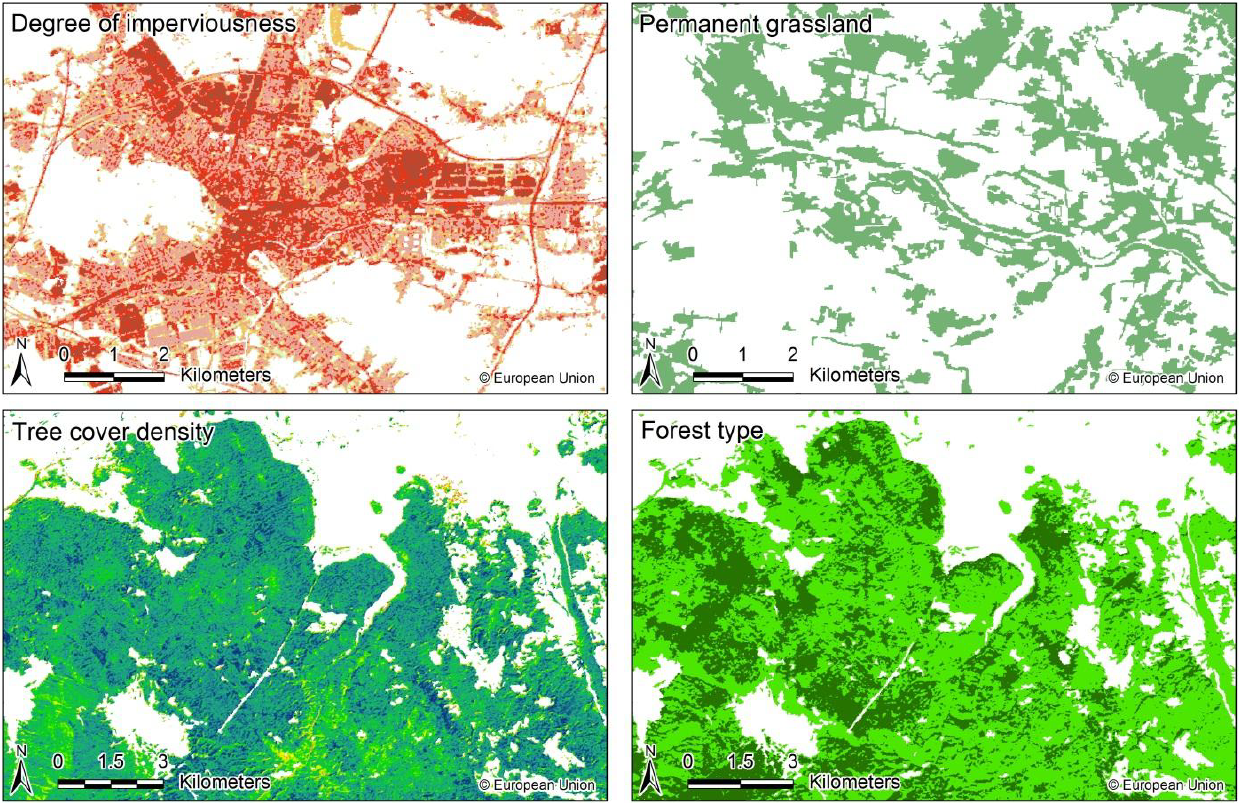 Degree of imperviousness
N
0 1 2
Kilometers
© European Union
Permanent grassland
N
0 1 2
Kilometers
© European Union
Tree cover density
N
0 1.5 3
Kilometers
© European Union
Forest type
N
0 1.5 3
Kilometers
© European Union